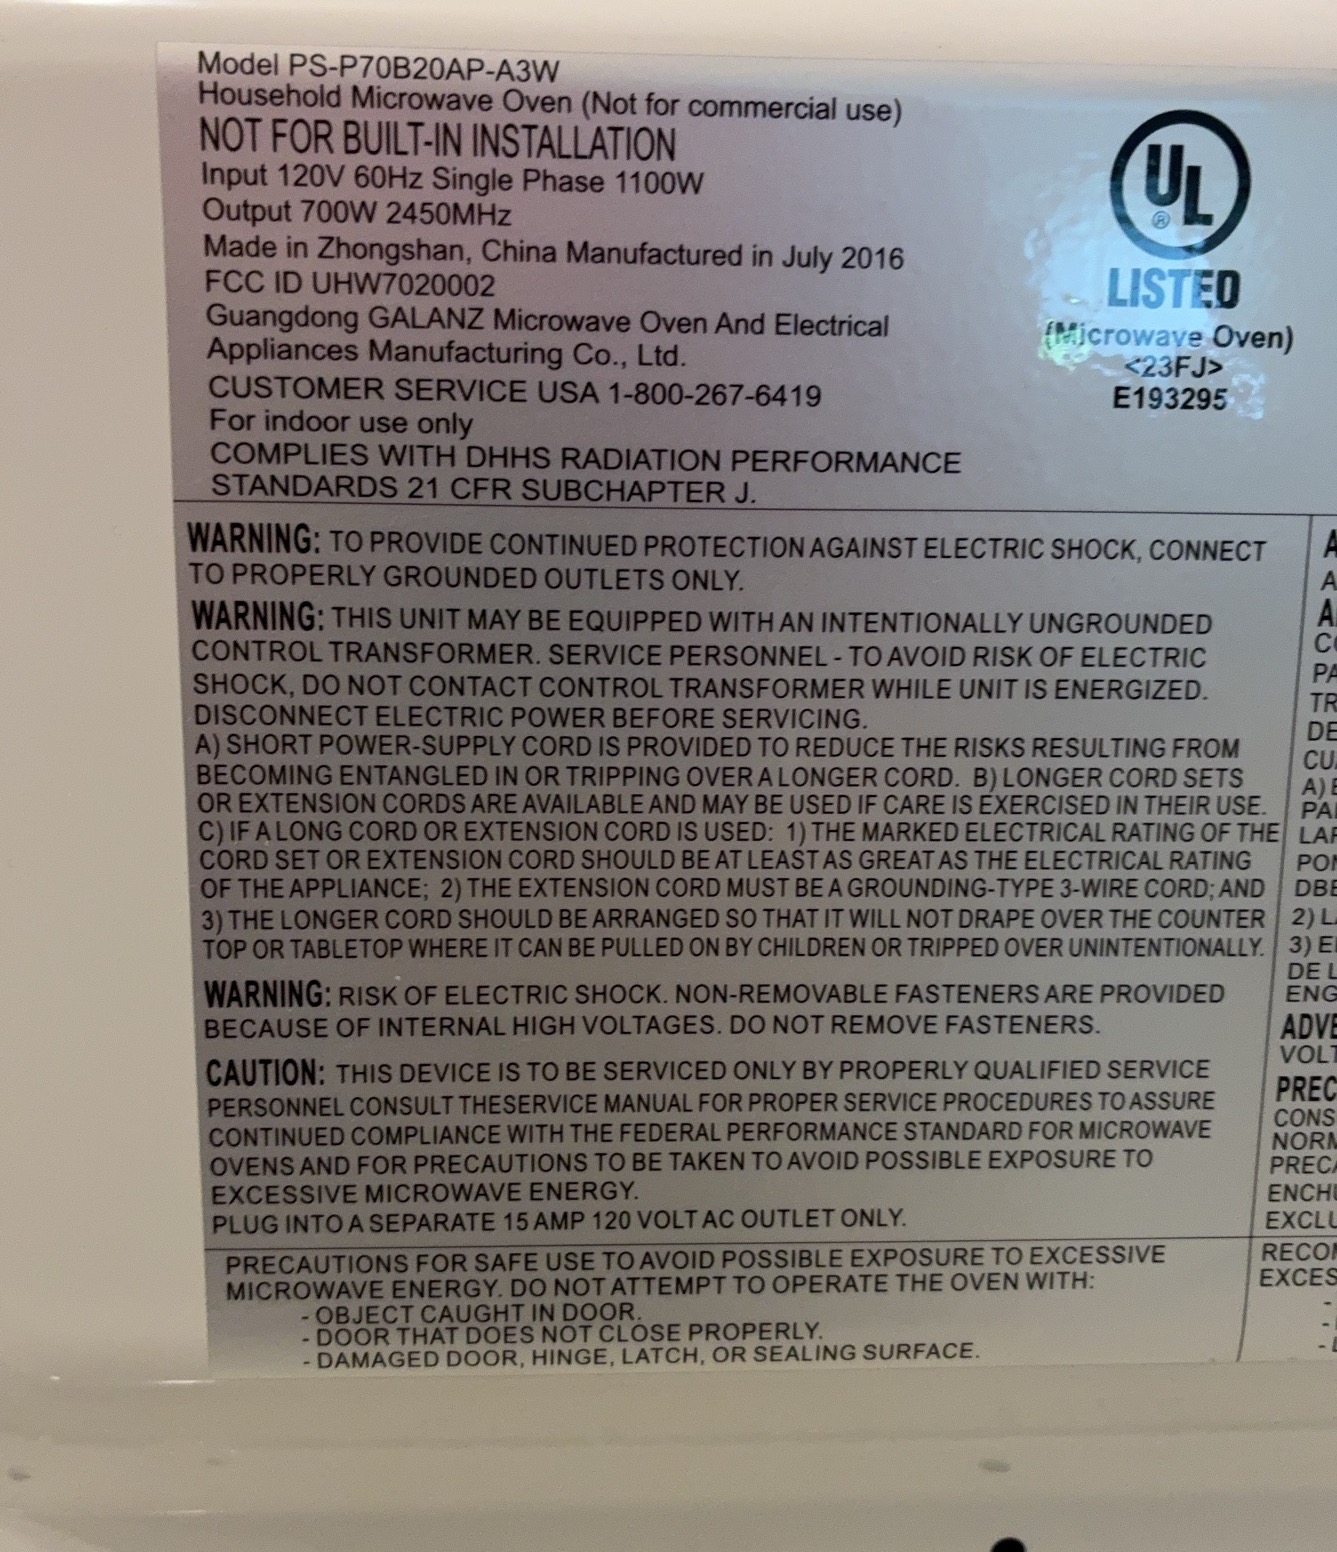 Model PS-P70B20AP-A3W
Household Microwave Oven (Not for commercial use)
NOT FOR BUILT-IN INSTALLATION
Input 120V 60Hz Single Phase 1100W
Output 700W 2450MHz
Made in Zhongshan, China Manufactured in July 2016
FCC ID UHW7020002
Guangdong GALANZ Microwave Oven And Electrical
Appliances Manufacturing Co., Ltd.
CUSTOMER SERVICE USA 1-800-267-6419
For indoor use only
COMPLIES WITH DHHS RADIATION PERFORMANCE
STANDARDS 21 CFR SUBCHAPTER J.
UL
®
LISTED
(Microwave Oven)
<23FJ>
E193295
WARNING: TO PROVIDE CONTINUED PROTECTION AGAINST ELECTRIC SHOCK, CONNECT
TO PROPERLY GROUNDED OUTLETS ONLY.
WARNING: THIS UNIT MAY BE EQUIPPED WITH AN INTENTIONALLY UNGROUNDED
CONTROL TRANSFORMER. SERVICE PERSONNEL - TO AVOID RISK OF ELECTRIC
SHOCK, DO NOT CONTACT CONTROL TRANSFORMER WHILE UNIT IS ENERGIZED.
DISCONNECT ELECTRIC POWER BEFORE SERVICING.
A) SHORT POWER-SUPPLY CORD IS PROVIDED TO REDUCE THE RISKS RESULTING FROM
BECOMING ENTANGLED IN OR TRIPPING OVER A LONGER CORD. B) LONGER CORD SETS
OR EXTENSION CORDS ARE AVAILABLE AND MAY BE USED IF CARE IS EXERCISED IN THEIR USE.
C) IF A LONG CORD OR EXTENSION CORD IS USED: 1) THE MARKED ELECTRICAL RATING OF THE
CORD SET OR EXTENSION CORD SHOULD BE AT LEAST AS GREAT AS THE ELECTRICAL RATING
OF THE APPLIANCE; 2) THE EXTENSION CORD MUST BE A GROUNDING-TYPE 3-WIRE CORD; AND
3) THE LONGER CORD SHOULD BE ARRANGED SO THAT IT WILL NOT DRAPE OVER THE COUNTER
TOP OR TABLETOP WHERE IT CAN BE PULLED ON BY CHILDREN OR TRIPPED OVER UNINTENTIONALLY.
WARNING: RISK OF ELECTRIC SHOCK. NON-REMOVABLE FASTENERS ARE PROVIDED
BECAUSE OF INTERNAL HIGH VOLTAGES. DO NOT REMOVE FASTENERS.
CAUTION: THIS DEVICE IS TO BE SERVICED ONLY BY PROPERLY QUALIFIED SERVICE
PERSONNEL CONSULT THESERVICE MANUAL FOR PROPER SERVICE PROCEDURES TO ASSURE
CONTINUED COMPLIANCE WITH THE FEDERAL PERFORMANCE STANDARD FOR MICROWAVE
OVENS AND FOR PRECAUTIONS TO BE TAKEN TO AVOID POSSIBLE EXPOSURE TO
EXCESSIVE MICROWAVE ENERGY.
PLUG INTO A SEPARATE 15 AMP 120 VOLT AC OUTLET ONLY.
PRECAUTIONS FOR SAFE USE TO AVOID POSSIBLE EXPOSURE TO EXCESSIVE
MICROWAVE ENERGY. DO NOT ATTEMPT TO OPERATE THE OVEN WITH:
- OBJECT CAUGHT IN DOOR.
- DOOR THAT DOES NOT CLOSE PROPERLY.
- DAMAGED DOOR, HINGE, LATCH, OR SEALING SURFACE.